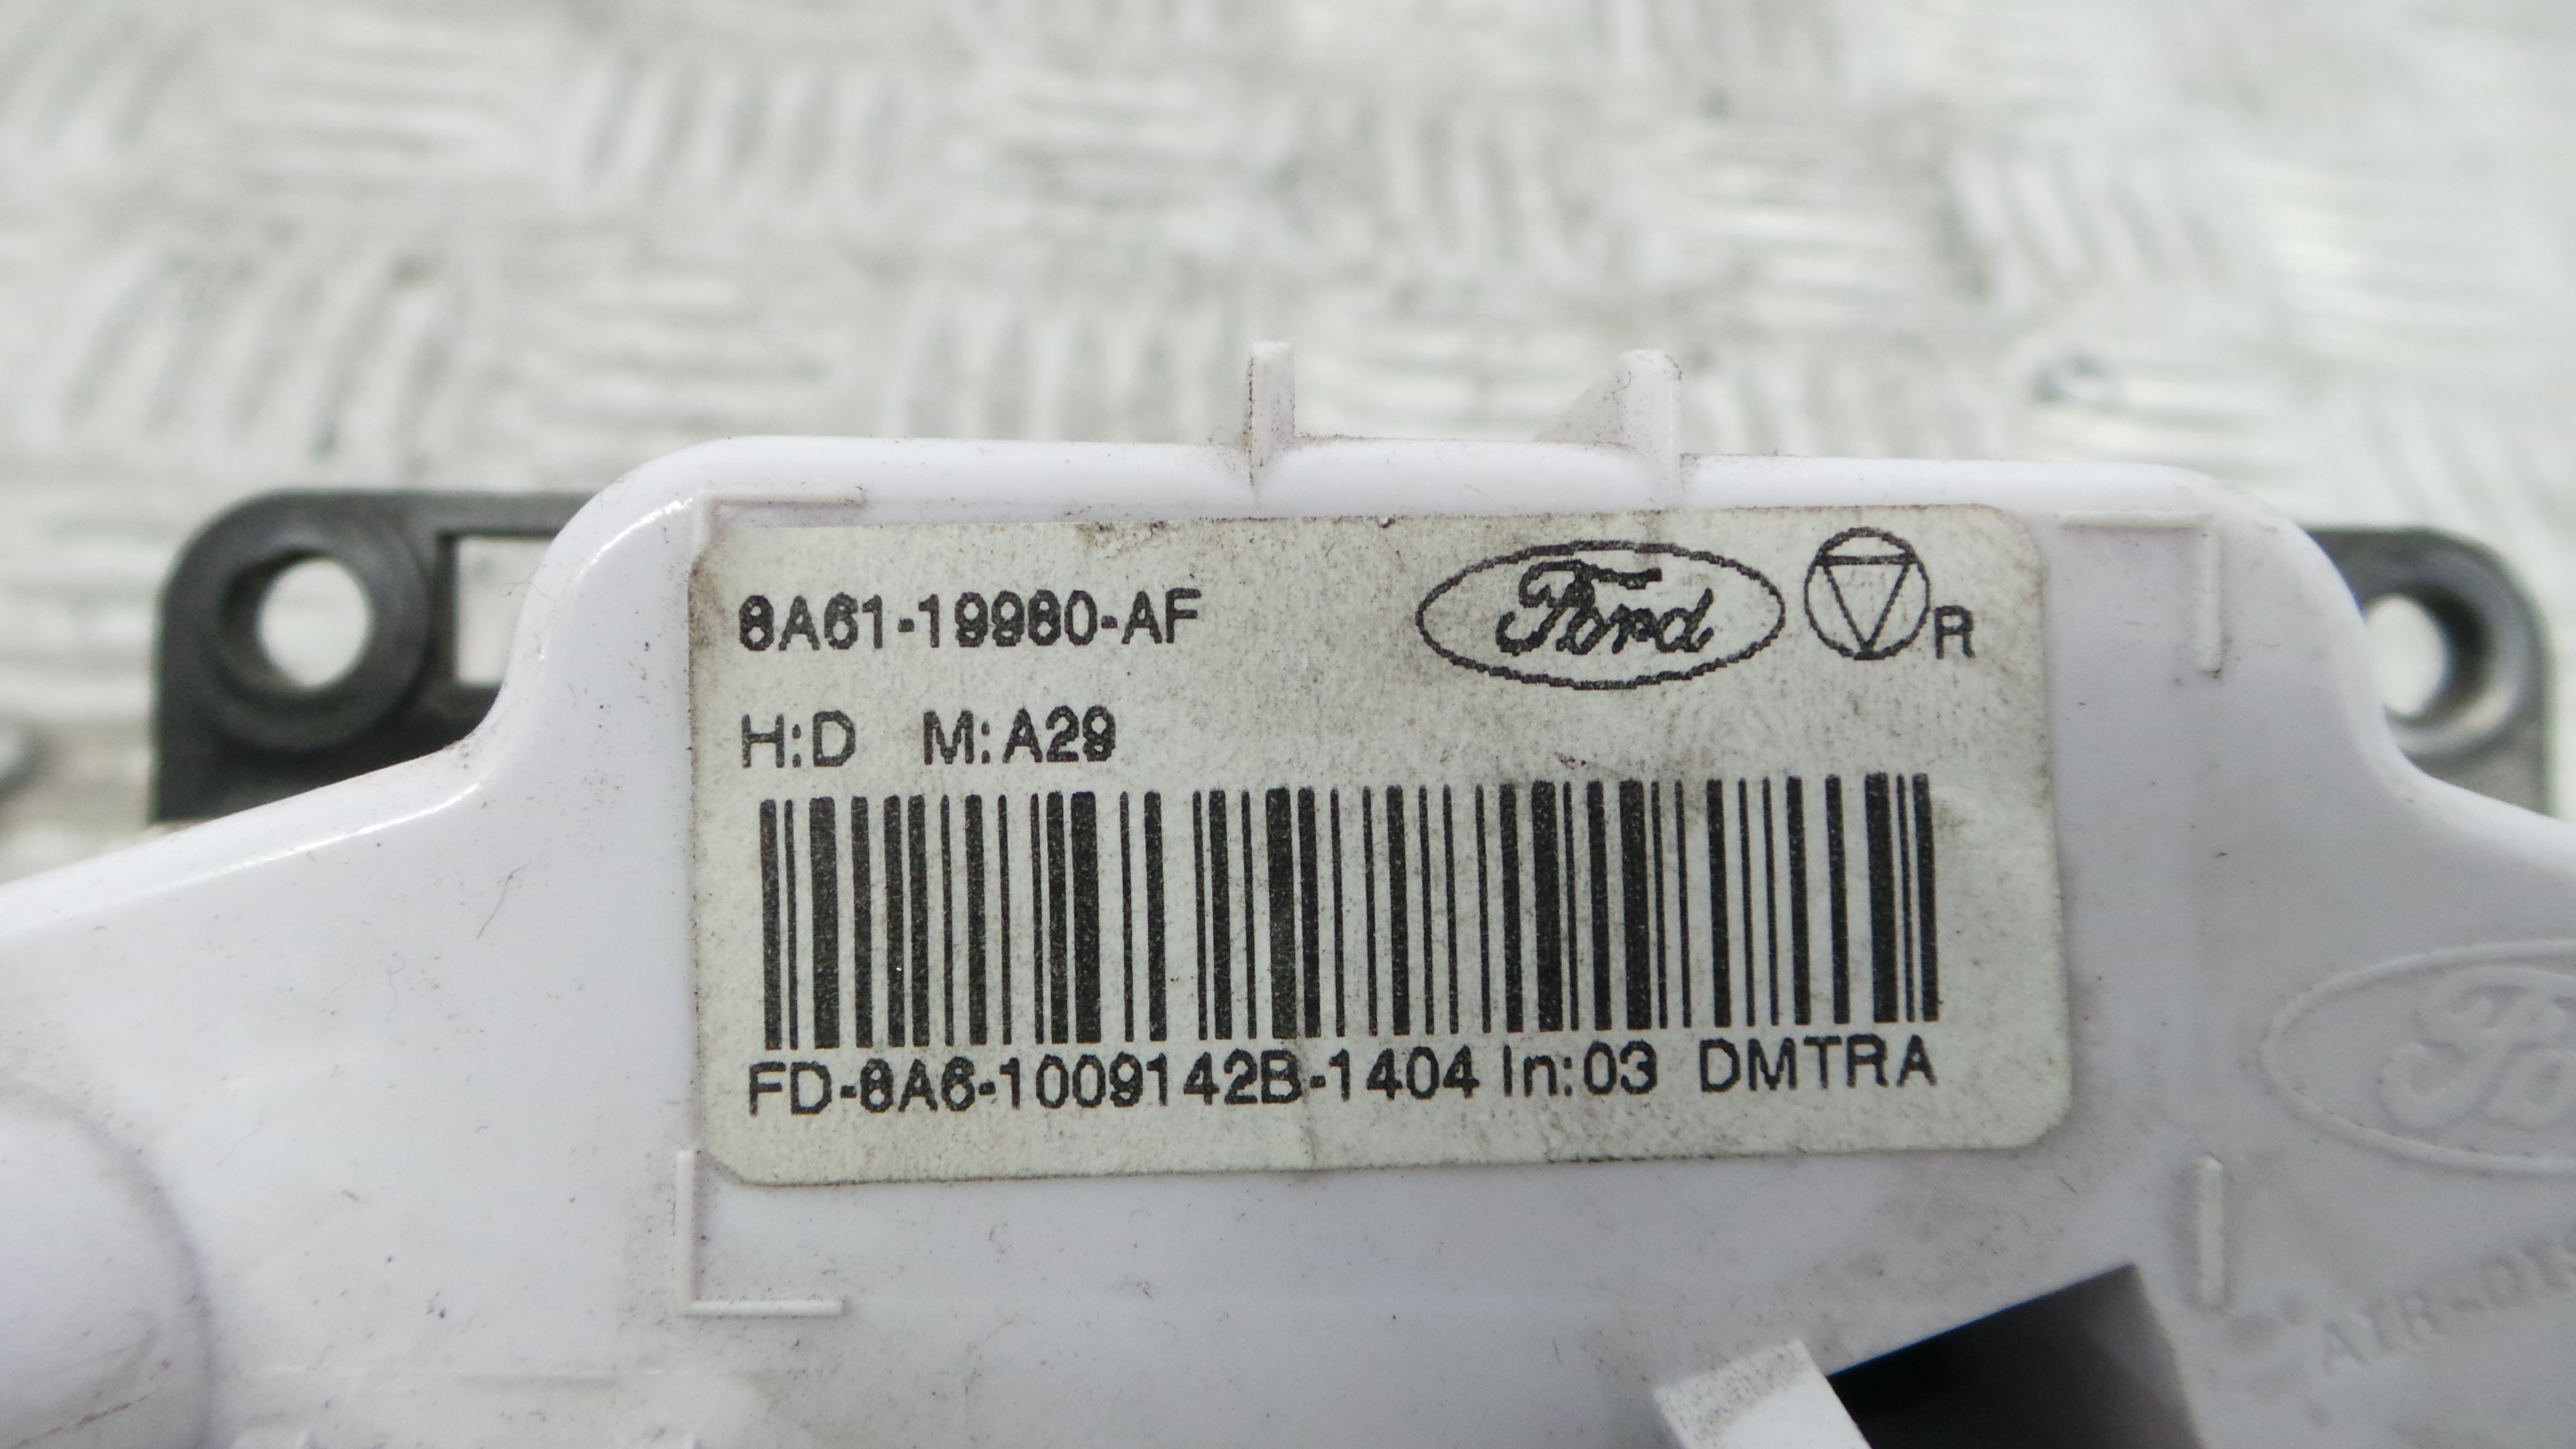 8A61-19980-AF Ford R
H:D M:A29
FD-8A6-1009142B-1404 In:03 DMTRA